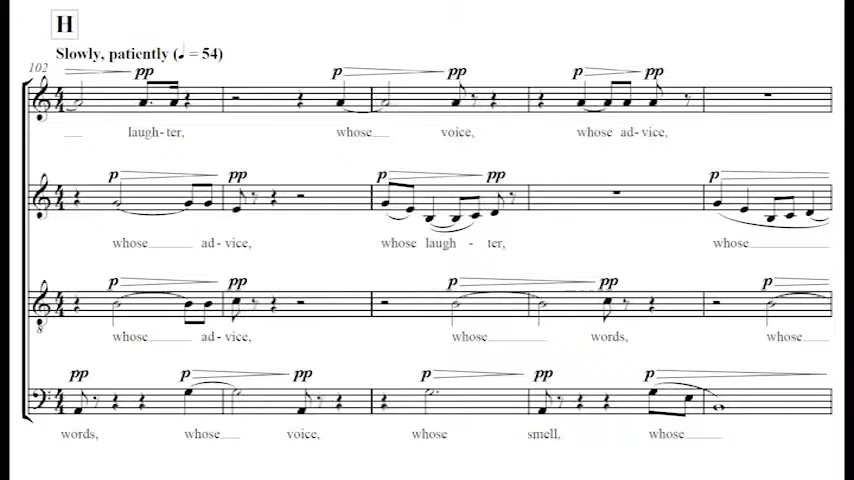 H
Slowly, patiently (♩ = 54)
102
pp p pp p pp
laugh-ter, whose voice, whose ad-vice,
p pp p pp p
whose ad-vice, whose laugh - ter, whose
p pp p pp p
8
whose ad-vice, whose words, whose
pp p pp p pp p
words, whose voice, whose smell, whose